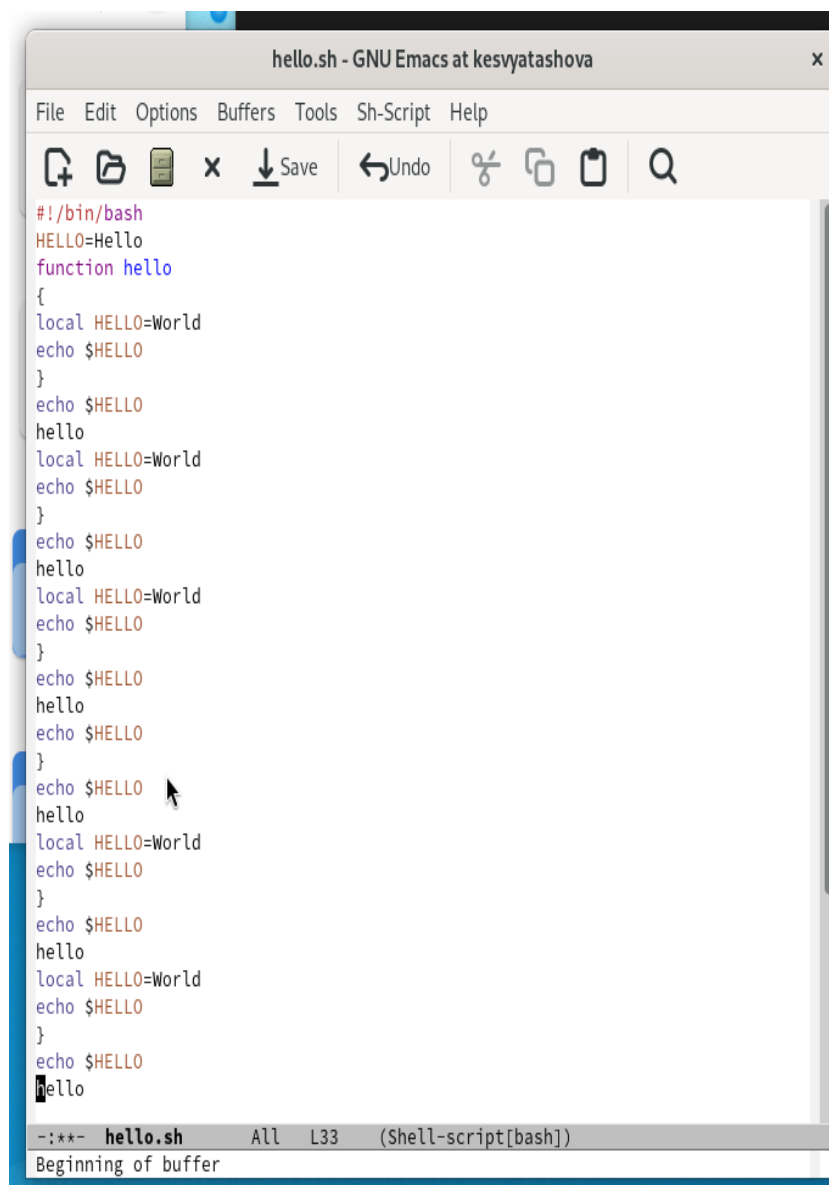 hello.sh - GNU Emacs at kesvyatashova
File Edit Options Buffers Tools Sh-Script Help
Save Undo
#!/bin/bash
HELLO=Hello
function hello
{
local HELLO=World
echo $HELLO
}
echo $HELLO
hello
local HELLO=World
echo $HELLO
}
echo $HELLO
hello
local HELLO=World
echo $HELLO
}
echo $HELLO
hello
echo $HELLO
}
echo $HELLO
hello
local HELLO=World
echo $HELLO
}
echo $HELLO
hello
local HELLO=World
echo $HELLO
}
echo $HELLO
hello
-:**- hello.sh All L33 (Shell-script[bash])
Beginning of buffer